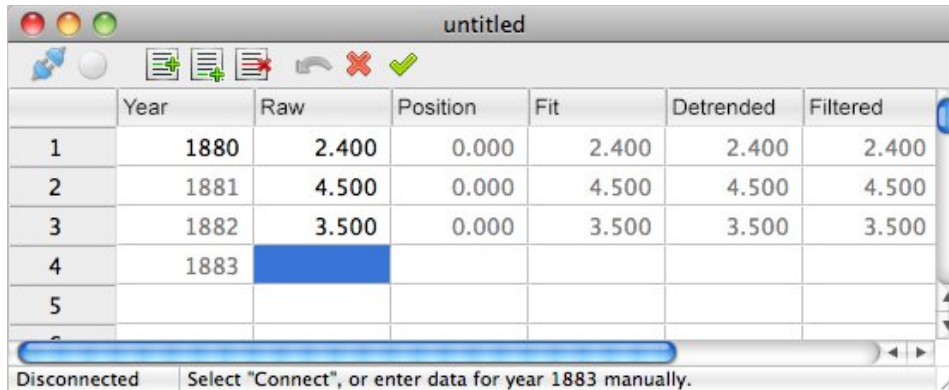 untitled
Year Raw Position Fit Detrended Filtered
1 1880 2.400 0.000 2.400 2.400 2.400
2 1881 4.500 0.000 4.500 4.500 4.500
3 1882 3.500 0.000 3.500 3.500 3.500
4 1883
5
Disconnected Select "Connect", or enter data for year 1883 manually.